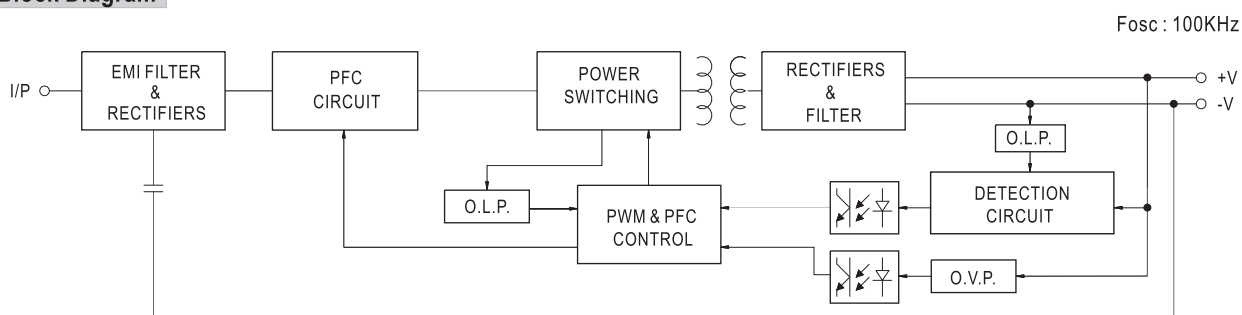 Block Diagram
Fosc : 100KHz
I/P
EMI FILTER
&
RECTIFIERS
PFC
CIRCUIT
POWER
SWITCHING
RECTIFIERS
&
FILTER
+V
-V
O.L.P.
O.L.P.
PWM & PFC
CONTROL
DETECTION
CIRCUIT
O.V.P.